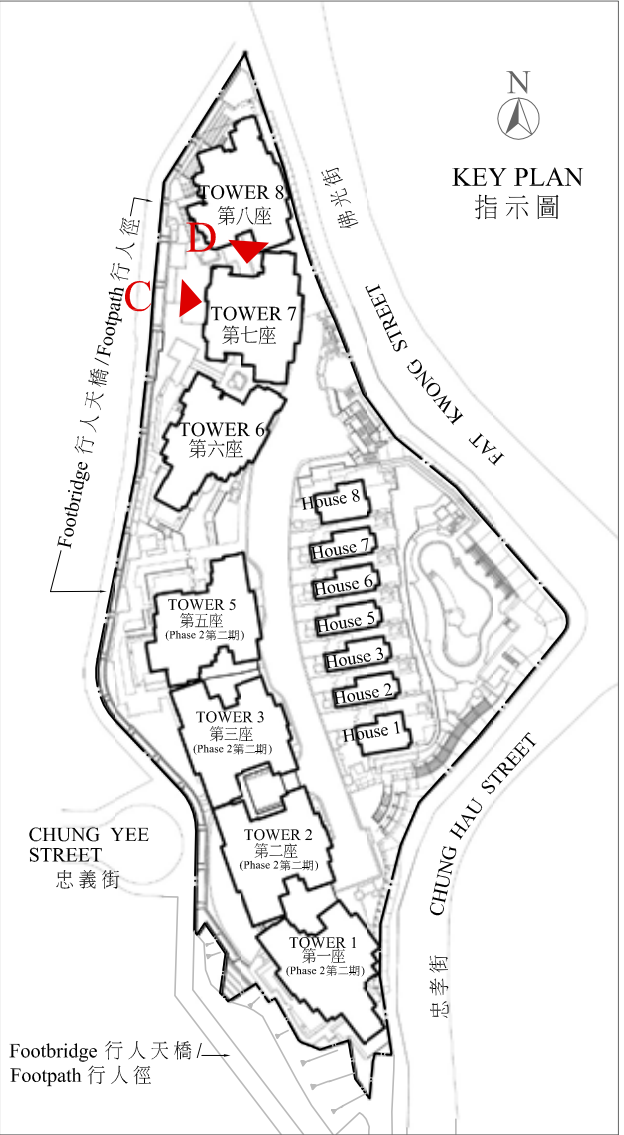 N
KEY PLAN
指示圖
TOWER 8
第八座
D
C
TOWER 7
第七座
TOWER 6
第六座
佛光街
FAT KWONG STREET
Footbridge 行人天橋/Footpath 行人徑
House 8
House 7
House 6
House 5
House 3
House 2
House 1
TOWER 5
第五座
(Phase 2 第二期)
TOWER 3
第三座
(Phase 2 第二期)
TOWER 2
第二座
(Phase 2 第二期)
TOWER 1
第一座
(Phase 2 第二期)
CHUNG YEE
STREET
忠義街
CHUNG HAU STREET
忠孝街
Footbridge 行人天橋/
Footpath 行人徑